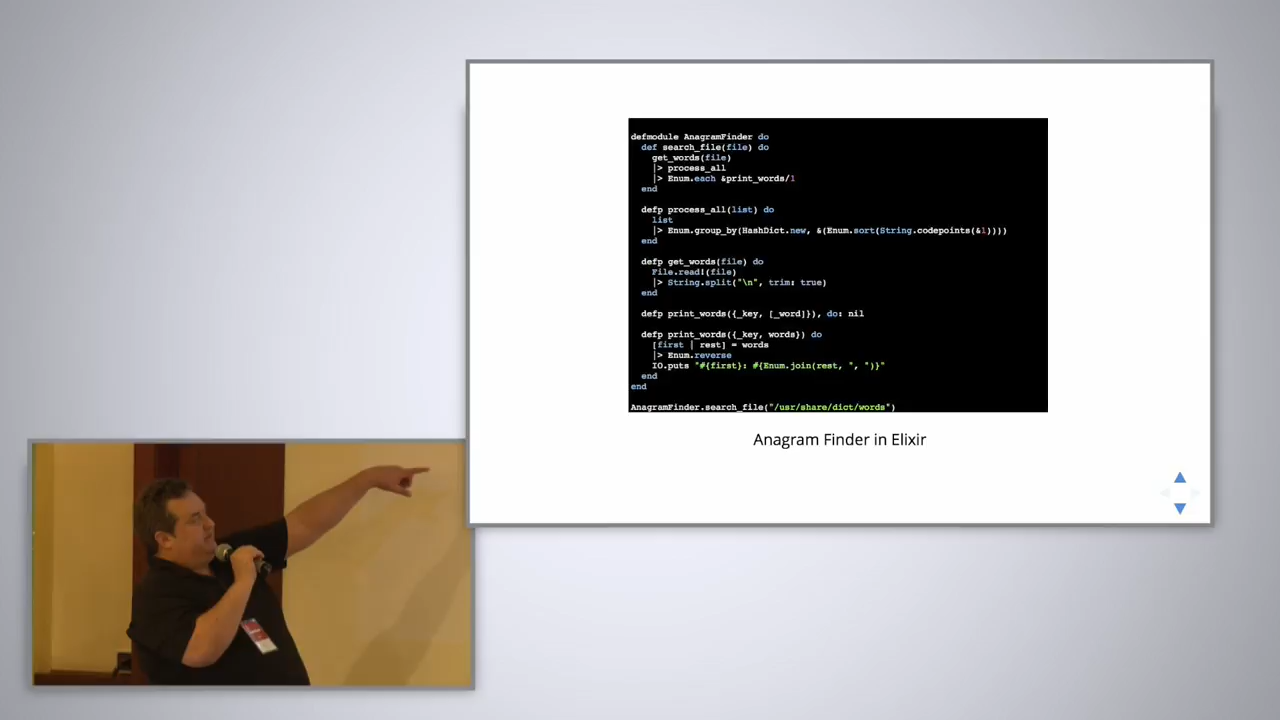 defmodule AnagramFinder do
  def search_file(file) do
    get_words(file)
    |> process_all
    |> Enum.each &print_words/1
  end

  defp process_all(list) do
    list
    |> Enum.group_by(HashDict.new, &(Enum.sort(String.codepoints(&1))))
  end

  defp get_words(file) do
    File.read!(file)
    |> String.split("\n", trim: true)
  end

  defp print_words({_key, [_word]}), do: nil

  defp print_words({_key, words}) do
    [first | rest] = words
    |> Enum.reverse
    IO.puts "#{first}: #{Enum.join(rest, ", ")}"
  end
end

AnagramFinder.search_file("/usr/share/dict/words")
Anagram Finder in Elixir